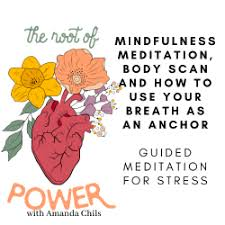 the root of
POWER
with Amanda Chils
MINDFULNESS
MEDITATION,
BODY SCAN
AND HOW TO
USE YOUR
BREATH AS
AN ANCHOR
GUIDED
MEDITATION
FOR STRESS